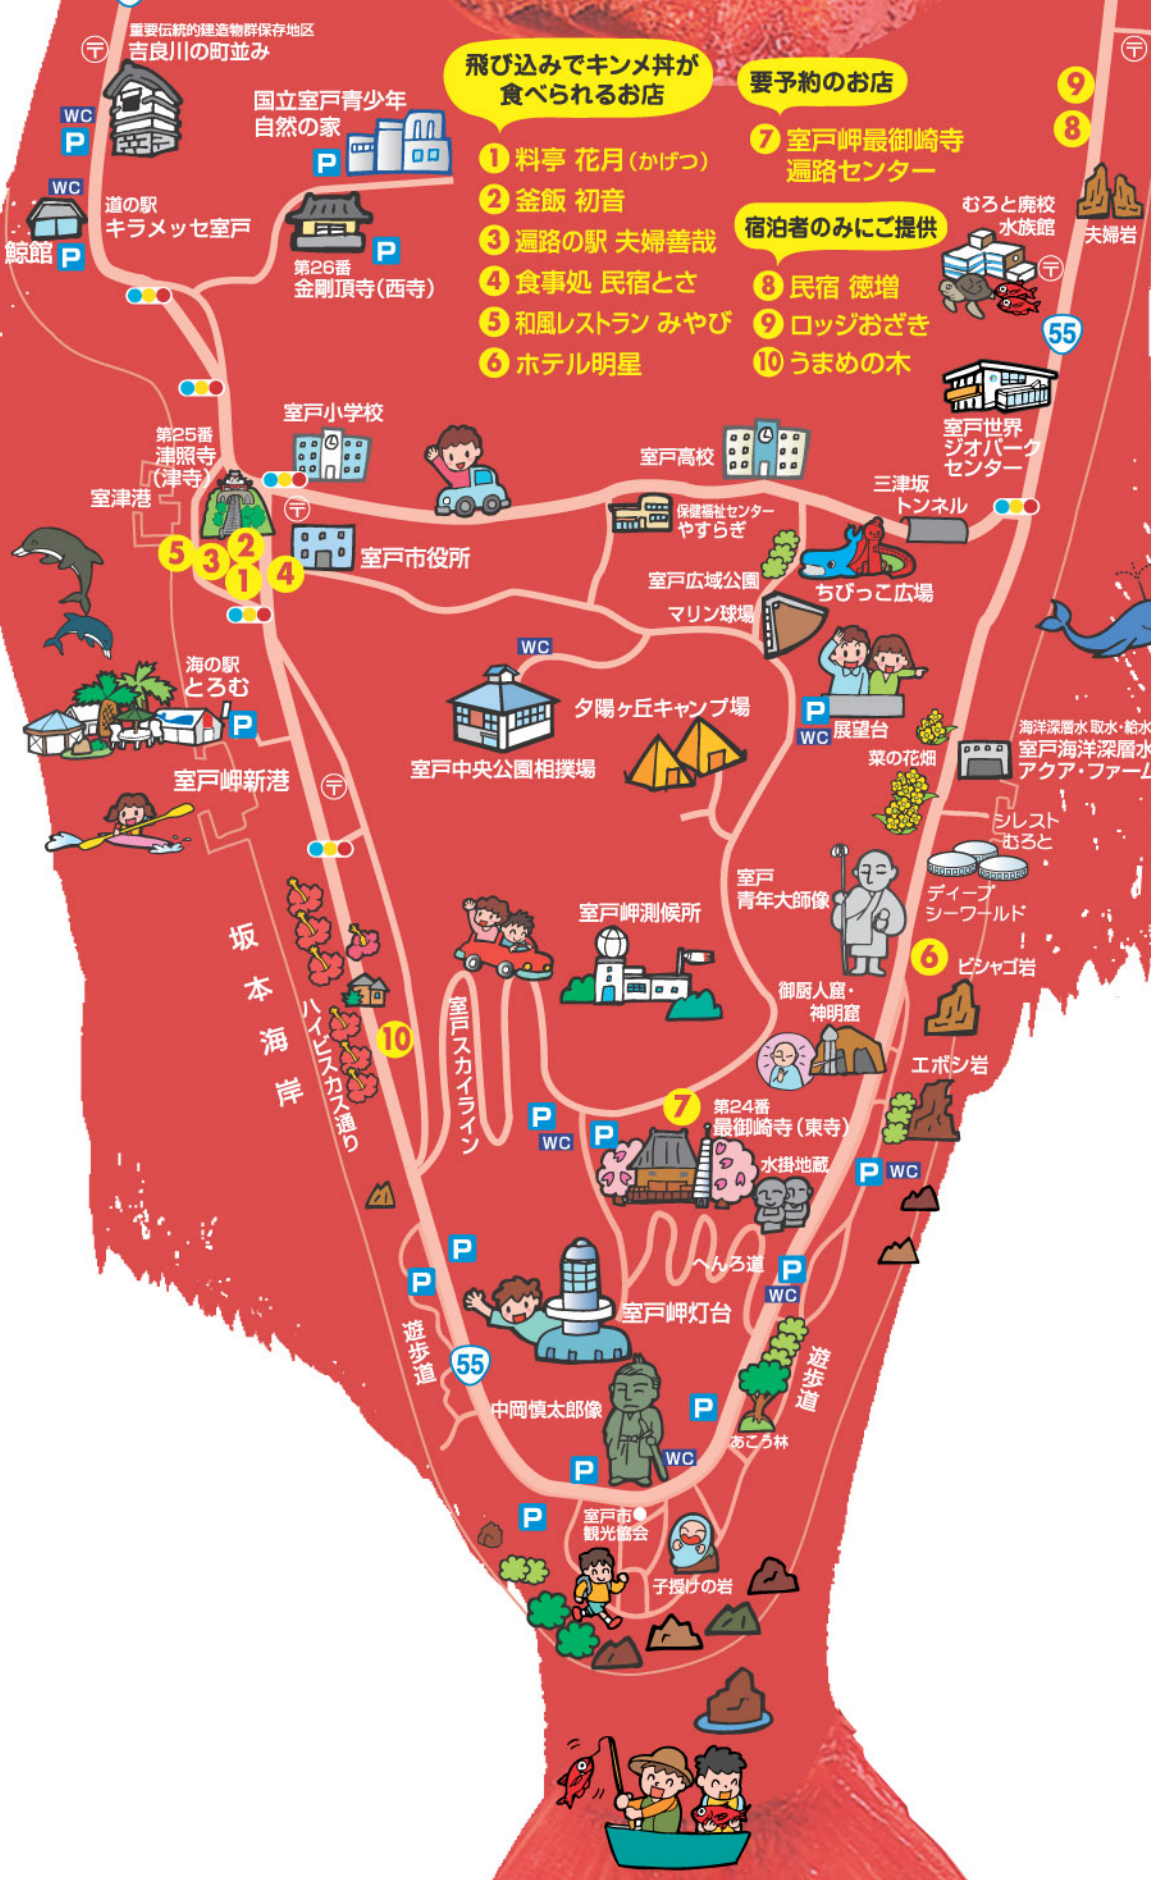 重要伝統的建造物群保存地区
吉良川の町並み
〒
WC
P
国立室戸青少年
自然の家
P
WC
鯨館
P
道の駅
キラメッセ室戸
第26番
金剛頂寺(西寺)
P
飛び込みでキンメ丼が
食べられるお店
1 料亭 花月(かげつ)
2 釜飯 初音
3 遍路の駅 夫婦善哉
4 食事処 民宿とさ
5 和風レストラン みやび
6 ホテル明星
要予約のお店
7 室戸岬最御崎寺
遍路センター
宿泊者のみにご提供
8 民宿 徳増
9 ロッジおざき
10 うまめの木
〒
9
8
むろと廃校
水族館
〒
夫婦岩
55
室戸世界
ジオパーク
センター
三津坂
トンネル
室戸小学校
第25番
津照寺
(津寺)
室津港
〒
5
3
2
1
4
室戸市役所
室戸高校
保健福祉センター
やすらぎ
室戸広域公園
マリン球場
ちびっこ広場
WC
海の駅
とろむ
P
室戸岬新港
〒
室戸中央公園相撲場
夕陽ヶ丘キャンプ場
P
WC
展望台
菜の花畑
海洋深層水 取水・給水
室戸海洋深層水
アクア・ファーム
シレスト
むろと
ディープ
シーワールド
室戸
青年大師像
6
ビシャゴ岩
室戸岬測候所
御厨人窟・
神明窟
エボシ岩
坂本海岸
ハイビスカス通り
10
室戸スカイライン
P
WC
P
7
第24番
最御崎寺(東寺)
水掛地蔵
P
WC
へんろ道
P
WC
P
P
室戸岬灯台
遊歩道
55
遊歩道
中岡慎太郎像
P
WC
あこう林
P
P
室戸市
観光協会
子授けの岩